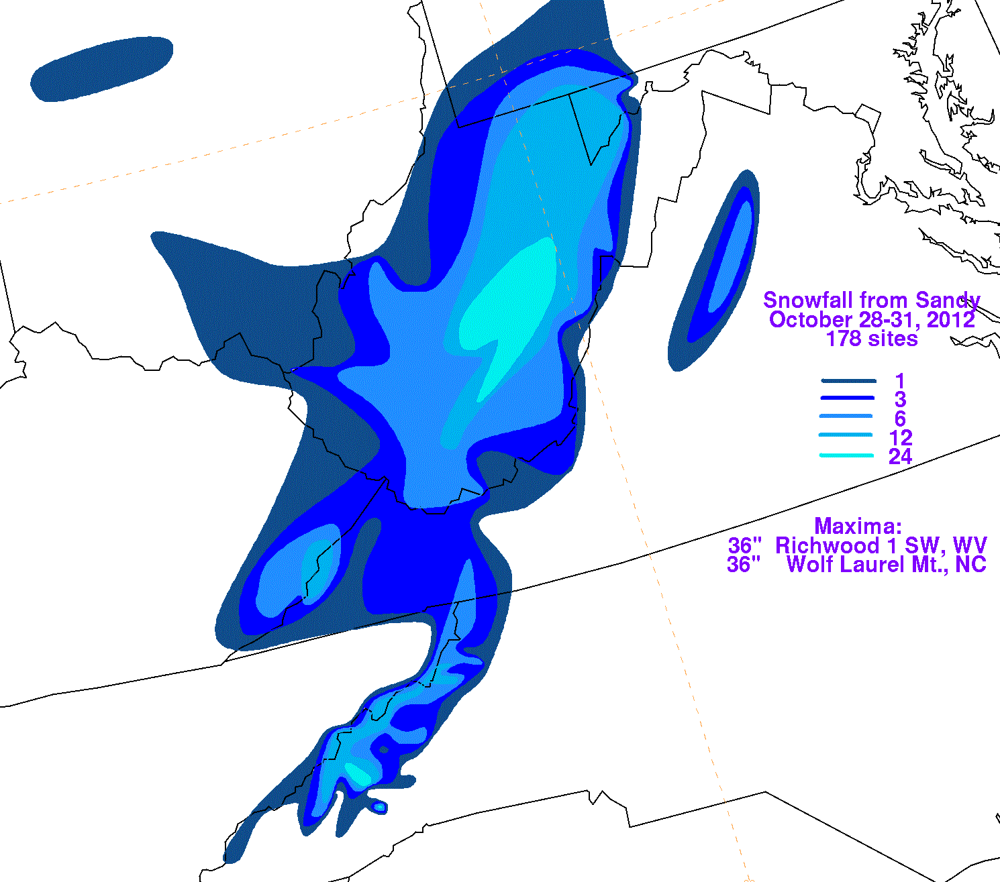 Snowfall from Sandy
October 28-31, 2012
178 sites
1
3
6
12
24
Maxima:
36" Richwood 1 SW, WV
36" Wolf Laurel Mt., NC